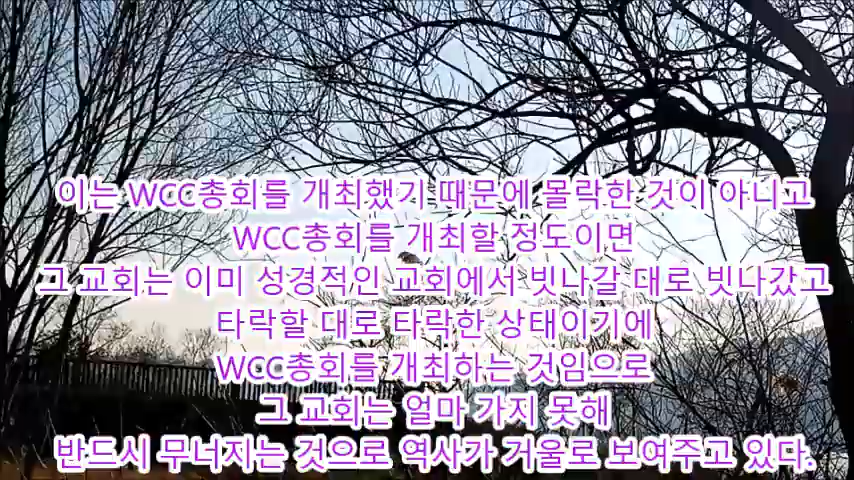 이는 WCC총회를 개최했기 때문에 몰락한 것이 아니고
WCC총회를 개최할 정도이면
그 교회는 이미 성경적인 교회에서 빗나갈 대로 빗나갔고
타락할 대로 타락한 상태이기에
WCC총회를 개최하는 것임으로
그 교회는 얼마 가지 못해
반드시 무너지는 것으로 역사가 거울로 보여주고 있다.